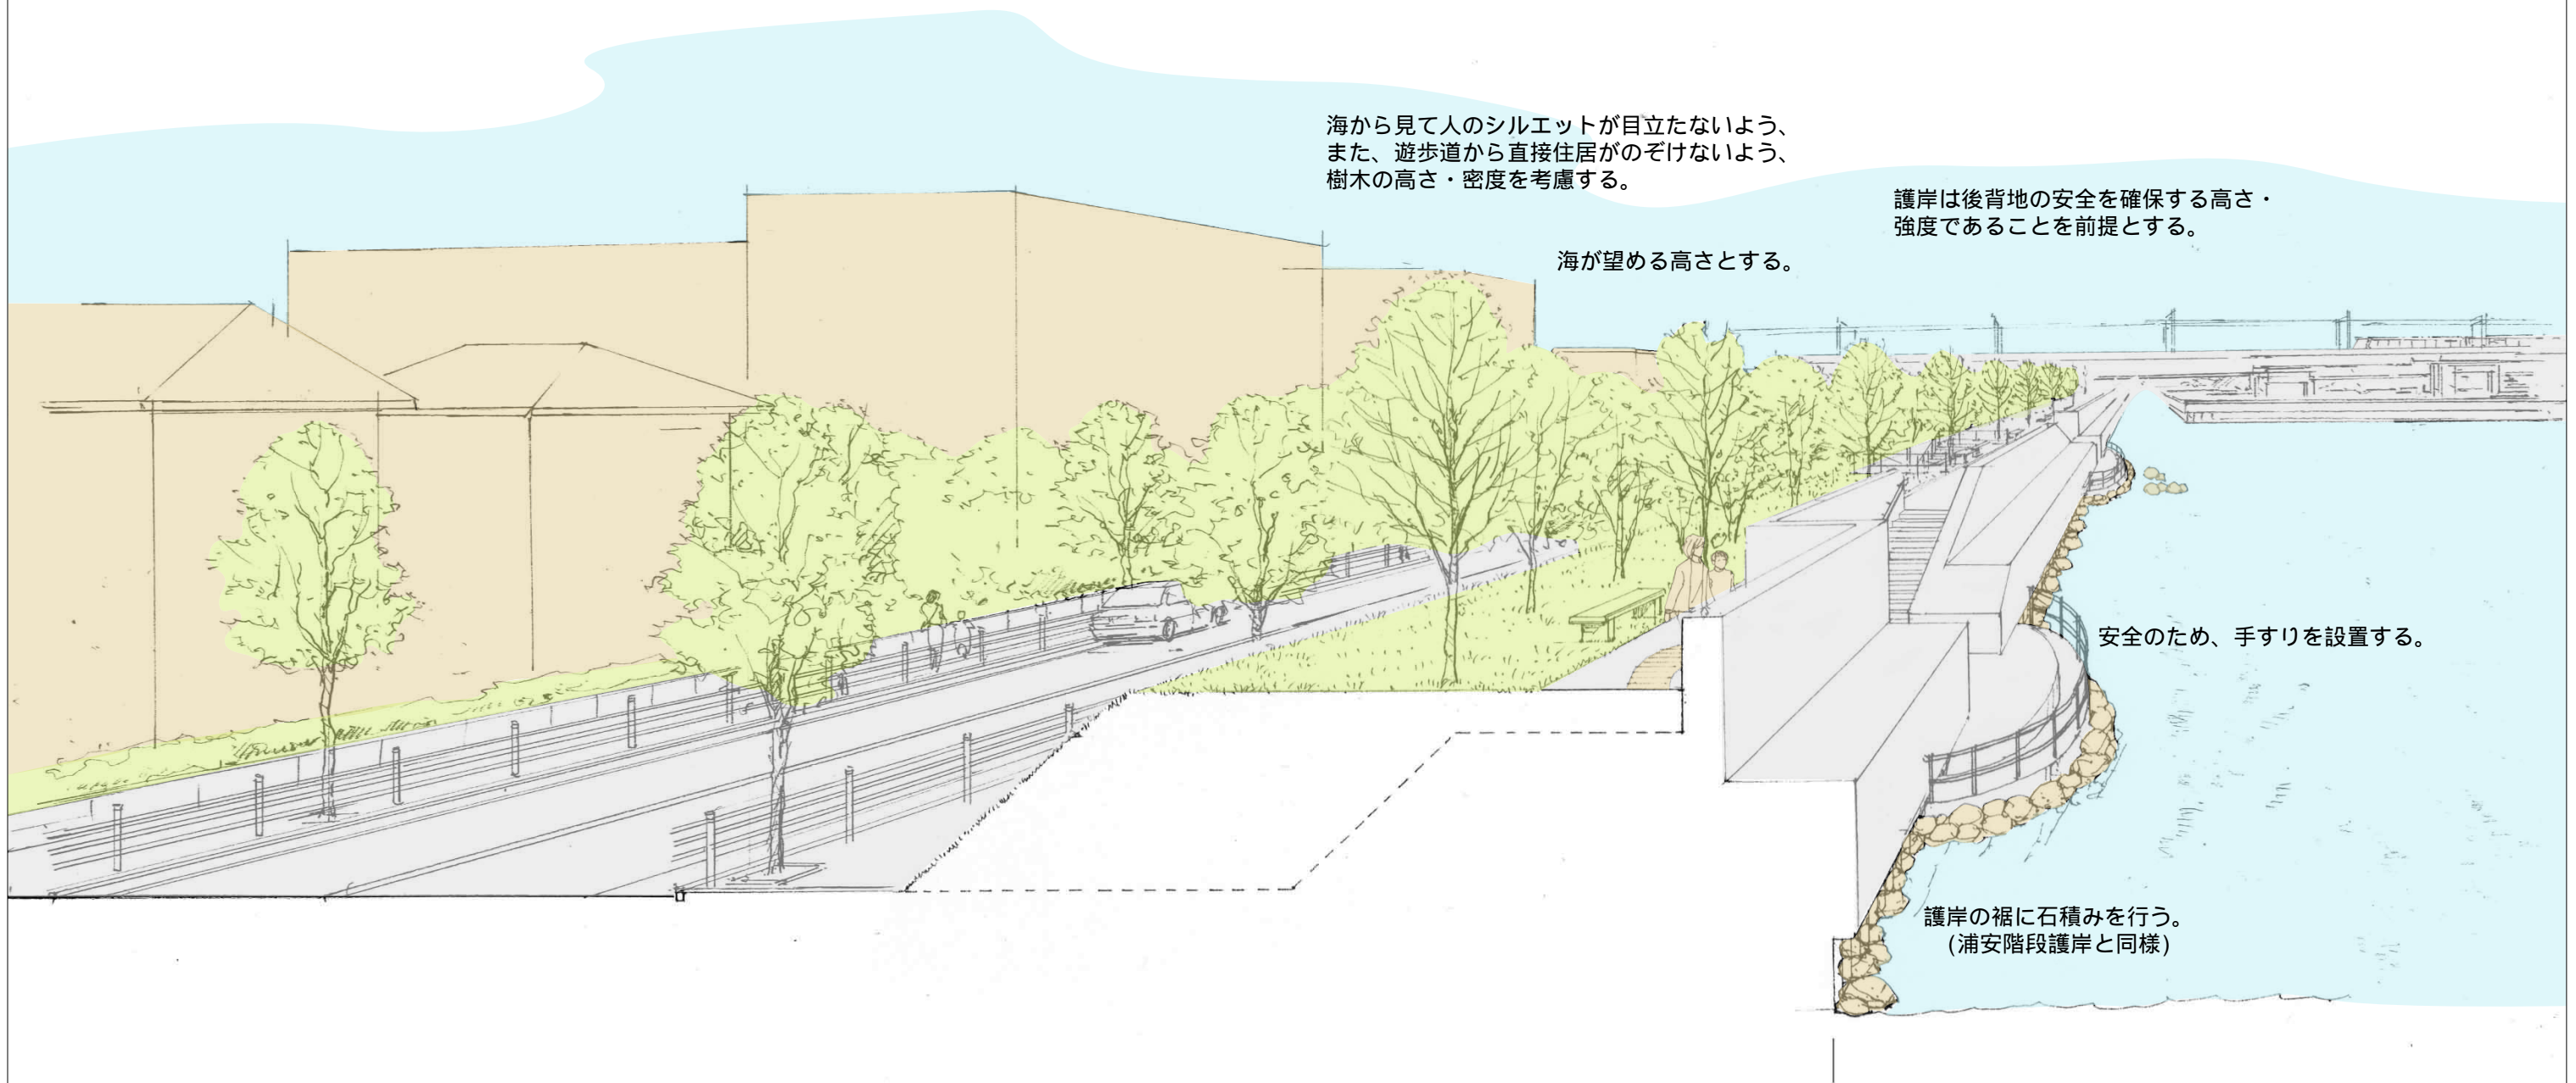 海から見て人のシルエットが目立たないよう、
また、遊歩道から直接住居がのぞけないよう、
樹木の高さ・密度を考慮する。
護岸は後背地の安全を確保する高さ・
強度であることを前提とする。
海が望める高さとする。
安全のため、手すりを設置する。
護岸の裾に石積みを行う。
(浦安階段護岸と同様)